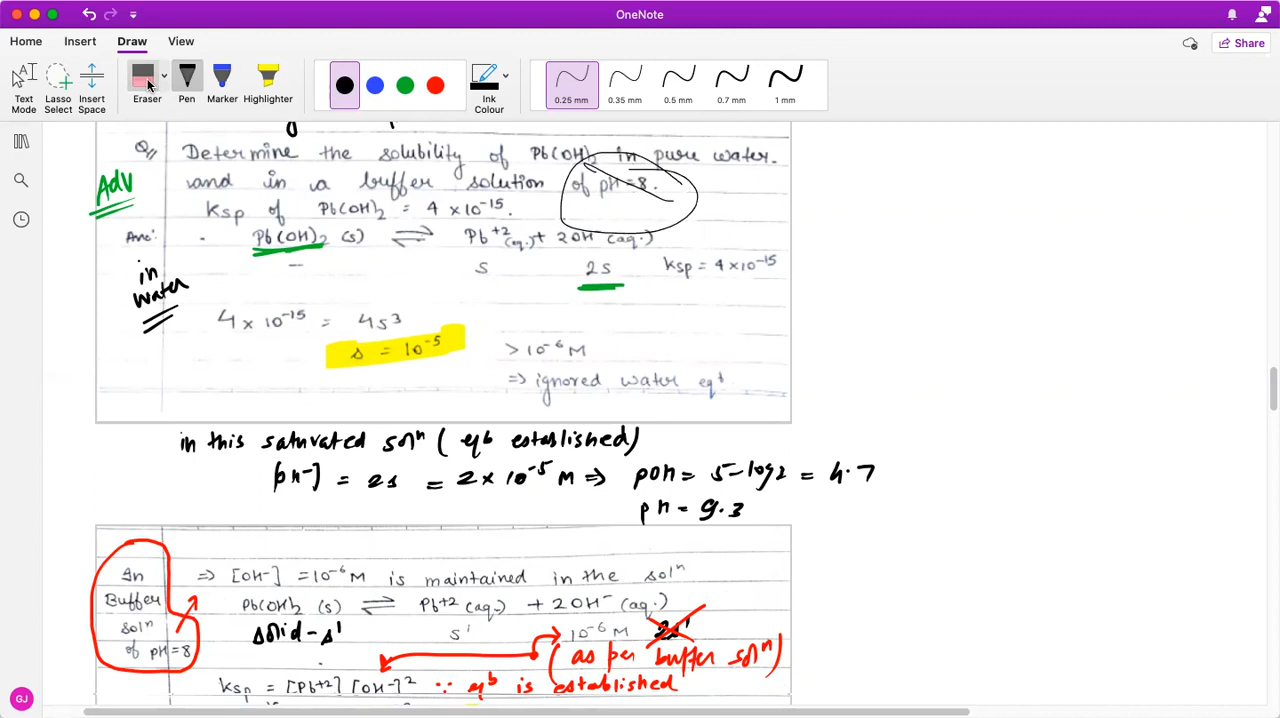 OneNote
Home Insert Draw View
Share
Text Mode
Lasso Select
Insert Space
Eraser
Pen
Marker
Highlighter
Ink Colour
0.25 mm
0.35 mm
0.5 mm
0.7 mm
1 mm
Q// Determine the solubility of Pb(OH)2 in pure water
and in a buffer solution of pH = 8.
Adv
Ksp of Pb(OH)2 = 4 × 10⁻¹⁵.
Ans: Pb(OH)2 (s) ⇌ Pb⁺² (aq.) + 2OH⁻ (aq.)
in water
— s 2s Ksp = 4×10⁻¹⁵
4 × 10⁻¹⁵ = 4s³
s = 10⁻⁵ > 10⁻⁶ M
⇒ ignored water eqᵗ
in this saturated solⁿ ( eqᵇ established)
[OH-] = 2s = 2 × 10⁻⁵ M ⇒ pOH = 5-log2 = 4.7
pH = 9.3
In Buffer solⁿ of pH = 8
⇒ [OH-] = 10⁻⁶ M is maintained in the solⁿ
Pb(OH)2 (s) ⇌ Pb⁺² (aq.) + 2OH⁻ (aq.)
solid-s' s' 10⁻⁶ M 2s'
(as per buffer solⁿ)
Ksp = [Pb⁺²] [OH-]² ∵ eqᵇ is established
GJ